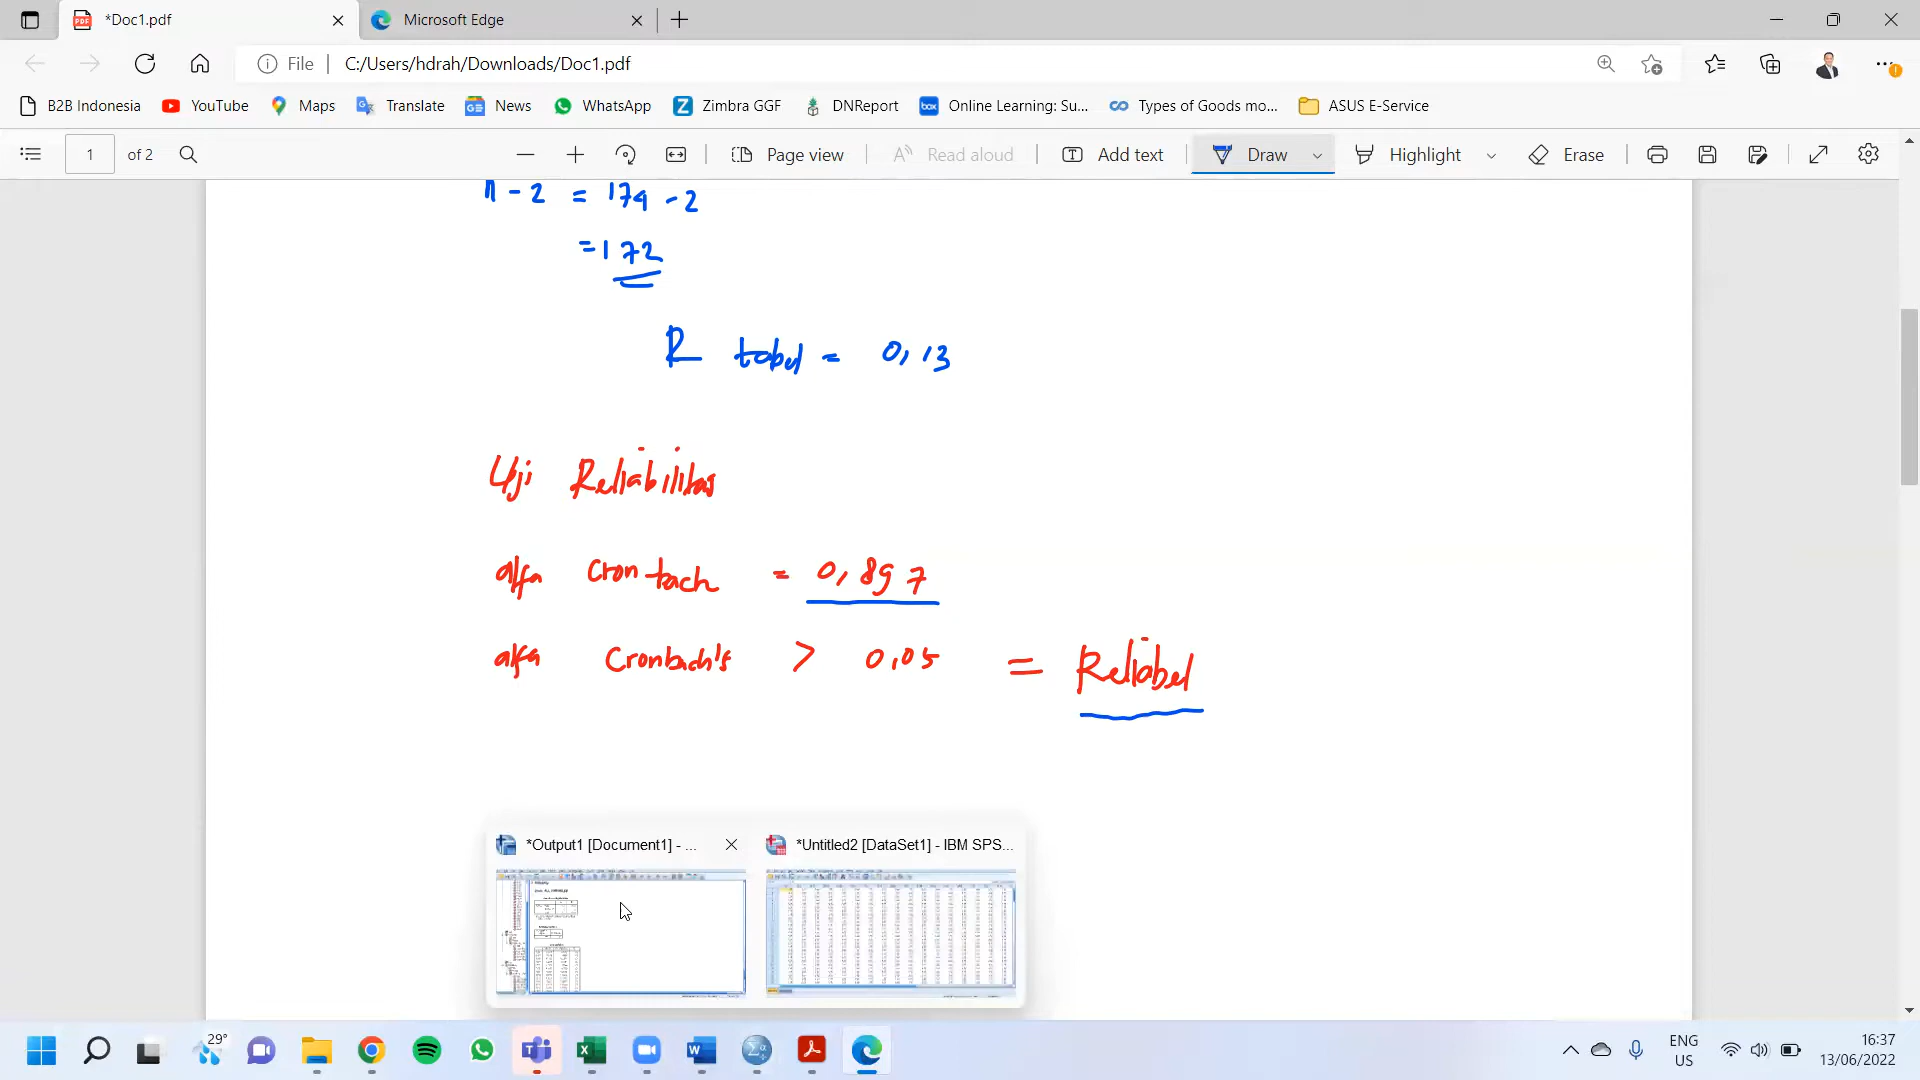 *Doc1.pdf
Microsoft Edge
File
C:/Users/hdrah/Downloads/Doc1.pdf
B2B Indonesia
YouTube
Maps
Translate
News
WhatsApp
Zimbra GGF
DNReport
Online Learning: Su...
Types of Goods mo...
ASUS E-Service
1
of 2
Page view
Read aloud
Add text
Draw
Highlight
Erase
n - 2 = 174 - 2
= 172
R tabel = 0,13
Uji Reliabilitas
alfa Cronbach = 0,897
alfa Cronbach's > 0,05 = Reliabel
*Output1 [Document1] - ...
*Untitled2 [DataSet1] - IBM SPS...
29°
ENG
US
16:37
13/06/2022